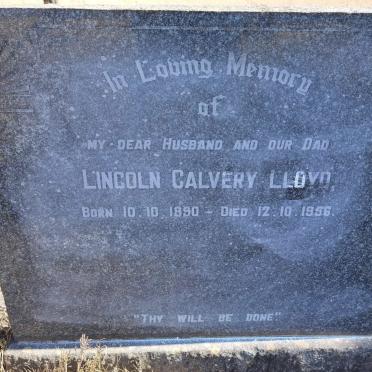 In Loving Memory
of
MY DEAR HUSBAND AND OUR DAD
LINCOLN CALVERY LLOYD
BORN 10.10.1890 - DIED 12.10.1956.
"THY WILL BE DONE"